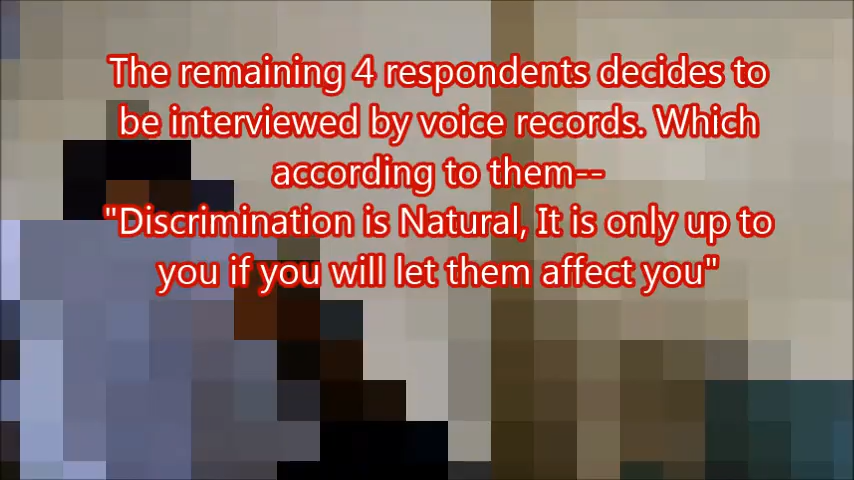 The remaining 4 respondents decides to
be interviewed by voice records. Which
according to them--
"Discrimination is Natural, It is only up to
you if you will let them affect you"